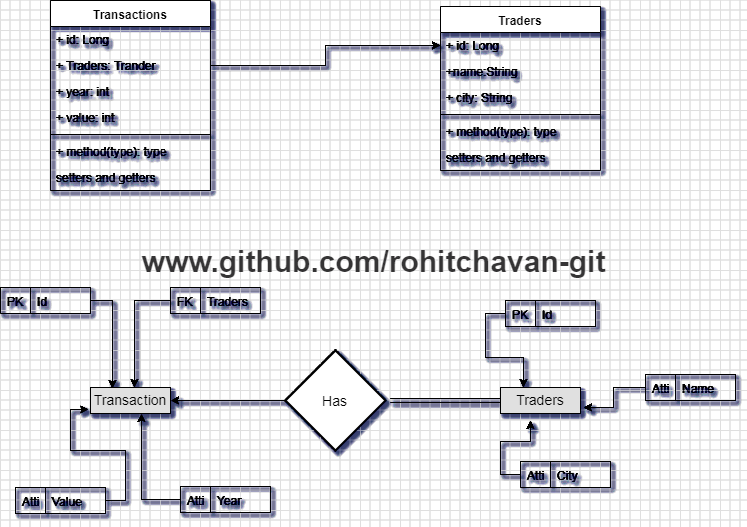 Transactions
+ id: Long
+ Traders: Trander
+ year: int
+ value: int
+ method(type): type
setters and getters
Traders
+ id: Long
+name:String
+ city: String
+ method(type): type
setters and getters
www.github.com/rohitchavan-git
PK Id
FK Traders
PK Id
Atti Name
Transaction
Has
Traders
Atti Value
Atti Year
Atti City